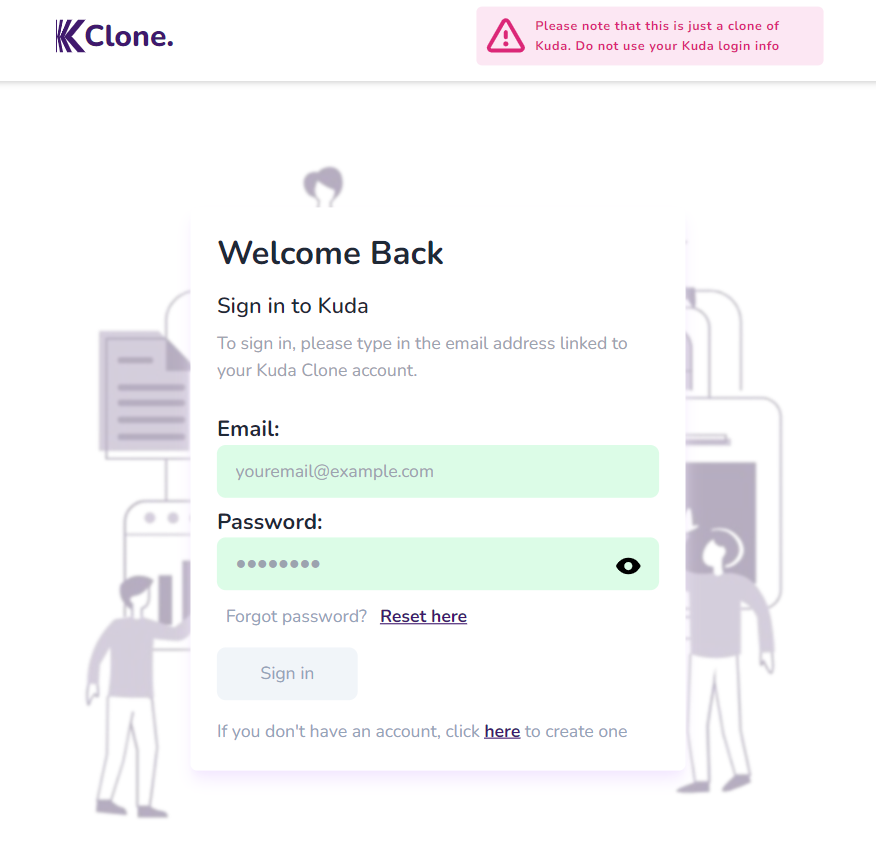 Clone.
Please note that this is just a clone of
Kuda. Do not use your Kuda login info
Welcome Back
Sign in to Kuda
To sign in, please type in the email address linked to
your Kuda Clone account.
Email:
youremail@example.com
Password:
••••••••
Forgot password? Reset here
Sign in
If you don't have an account, click here to create one